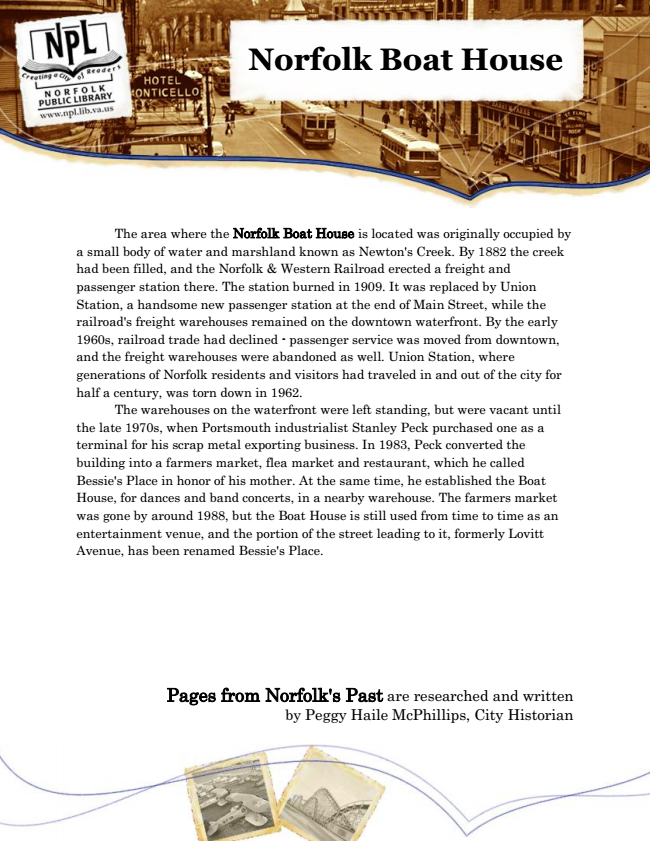 NPL
Creating a City of Readers
NORFOLK
PUBLIC LIBRARY
www.npl.lib.va.us
Norfolk Boat House
HOTEL
MONTICELLO
The area where the Norfolk Boat House is located was originally occupied by
a small body of water and marshland known as Newton's Creek. By 1882 the creek
had been filled, and the Norfolk & Western Railroad erected a freight and
passenger station there. The station burned in 1909. It was replaced by Union
Station, a handsome new passenger station at the end of Main Street, while the
railroad's freight warehouses remained on the downtown waterfront. By the early
1960s, railroad trade had declined - passenger service was moved from downtown,
and the freight warehouses were abandoned as well. Union Station, where
generations of Norfolk residents and visitors had traveled in and out of the city for
half a century, was torn down in 1962.
The warehouses on the waterfront were left standing, but were vacant until
the late 1970s, when Portsmouth industrialist Stanley Peck purchased one as a
terminal for his scrap metal exporting business. In 1983, Peck converted the
building into a farmers market, flea market and restaurant, which he called
Bessie's Place in honor of his mother. At the same time, he established the Boat
House, for dances and band concerts, in a nearby warehouse. The farmers market
was gone by around 1988, but the Boat House is still used from time to time as an
entertainment venue, and the portion of the street leading to it, formerly Lovitt
Avenue, has been renamed Bessie's Place.
Pages from Norfolk's Past are researched and written
by Peggy Haile McPhillips, City Historian